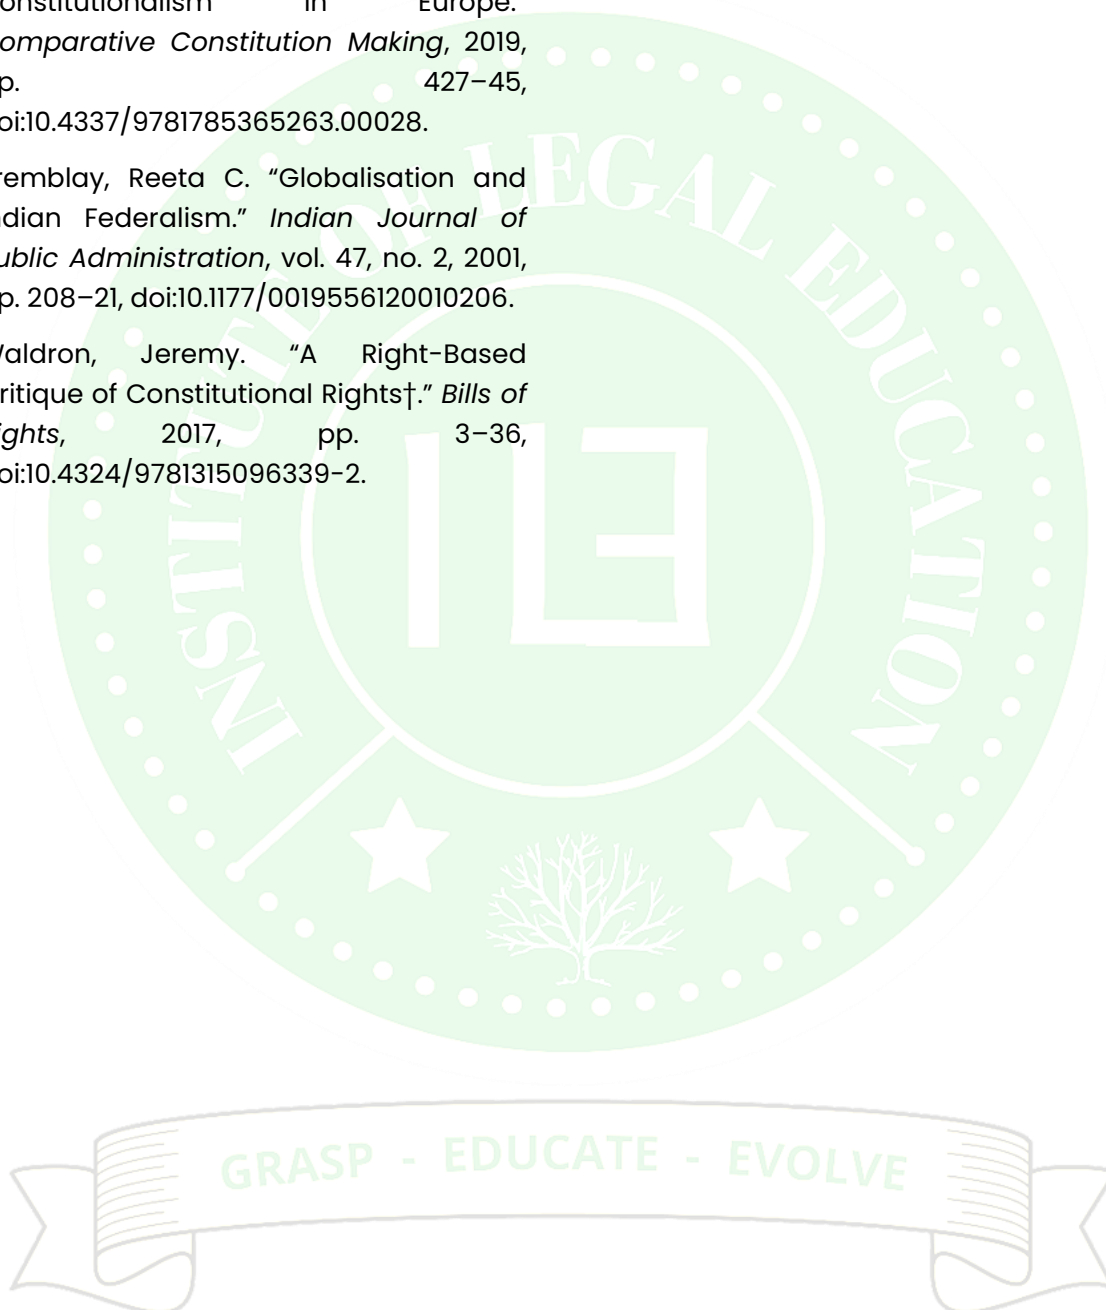 onstitutionalism in Europe.
omparative Constitution Making, 2019,
p. 427–45,
oi:10.4337/9781785365263.00028.
remblay, Reeta C. “Globalisation and
ndian Federalism.” Indian Journal of
ublic Administration, vol. 47, no. 2, 2001,
p. 208–21, doi:10.1177/0019556120010206.
Valdron, Jeremy. “A Right-Based
ritique of Constitutional Rights†.” Bills of
ights, 2017, pp. 3–36,
oi:10.4324/9781315096339-2.
INSTITUTE OF LEGAL EDUCATION
ILE
GRASP - EDUCATE - EVOLVE